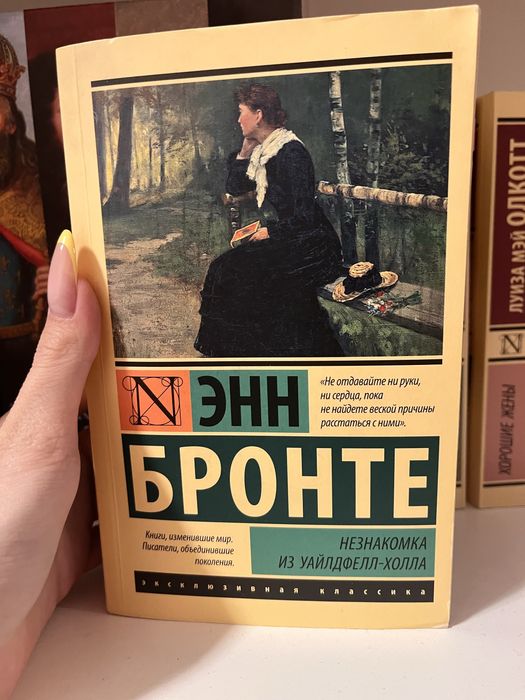 N
ЭНН
БРОНТЕ
«Не отдавайте ни руки,
ни сердца, пока
не найдете веской причины
расстаться с ними».
Книги, изменившие мир.
Писатели, объединившие
поколения.
НЕЗНАКОМКА
ИЗ УАЙЛДФЕЛЛ-ХОЛЛА
ЭКСКЛЮЗИВНАЯ КЛАССИКА
ЛУИЗА МЭЙ ОЛКОТТ
N
ХОРОШИЕ ЖЕНЫ